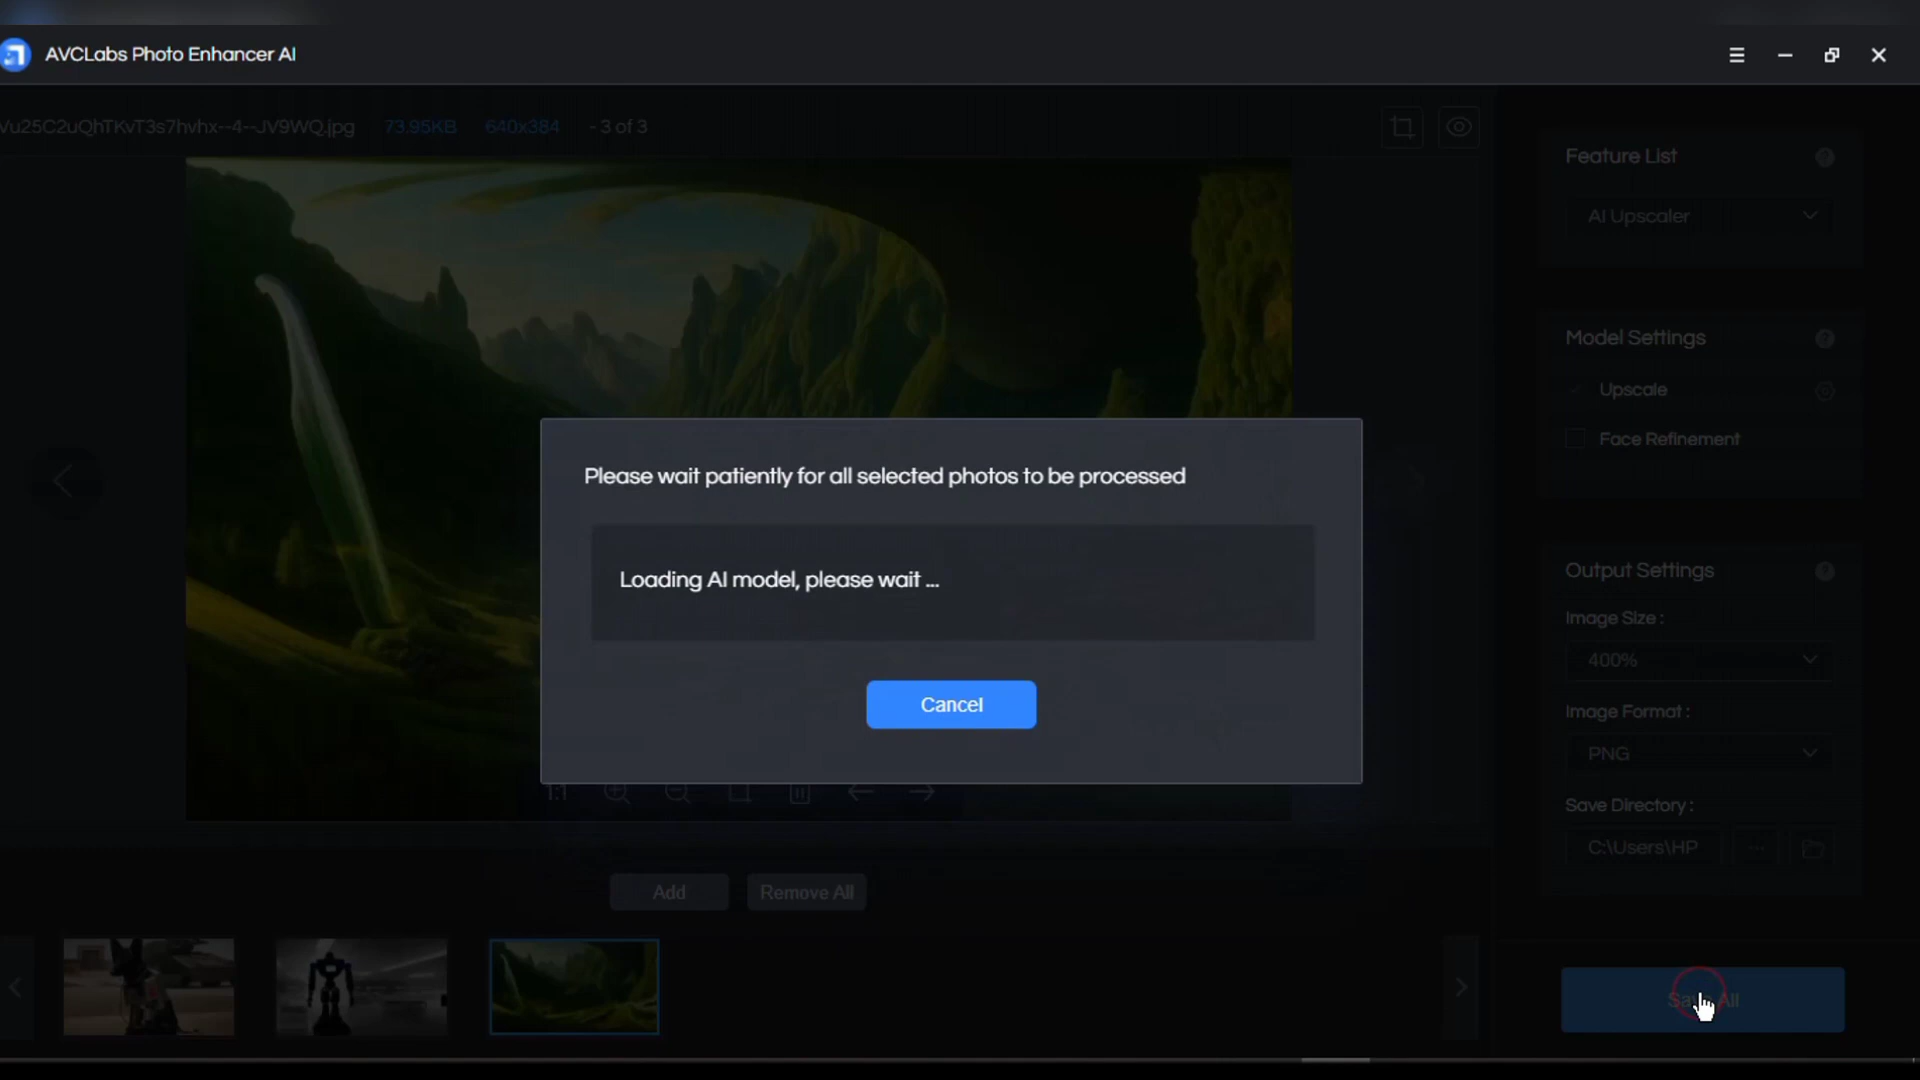 AVCLabs Photo Enhancer AI
Vu25C2uQhTKvT3s7hvhx--4--JV9WQ.jpg 73.95KB 640x384 - 3 of 3
Feature List
AI Upscaler
Model Settings
Upscale
Face Refinement
Please wait patiently for all selected photos to be processed
Loading AI model, please wait ...
Cancel
Output Settings
Image Size :
400%
Image Format :
PNG
Save Directory :
C:\Users\HP
1:1
Add Remove All
Save All